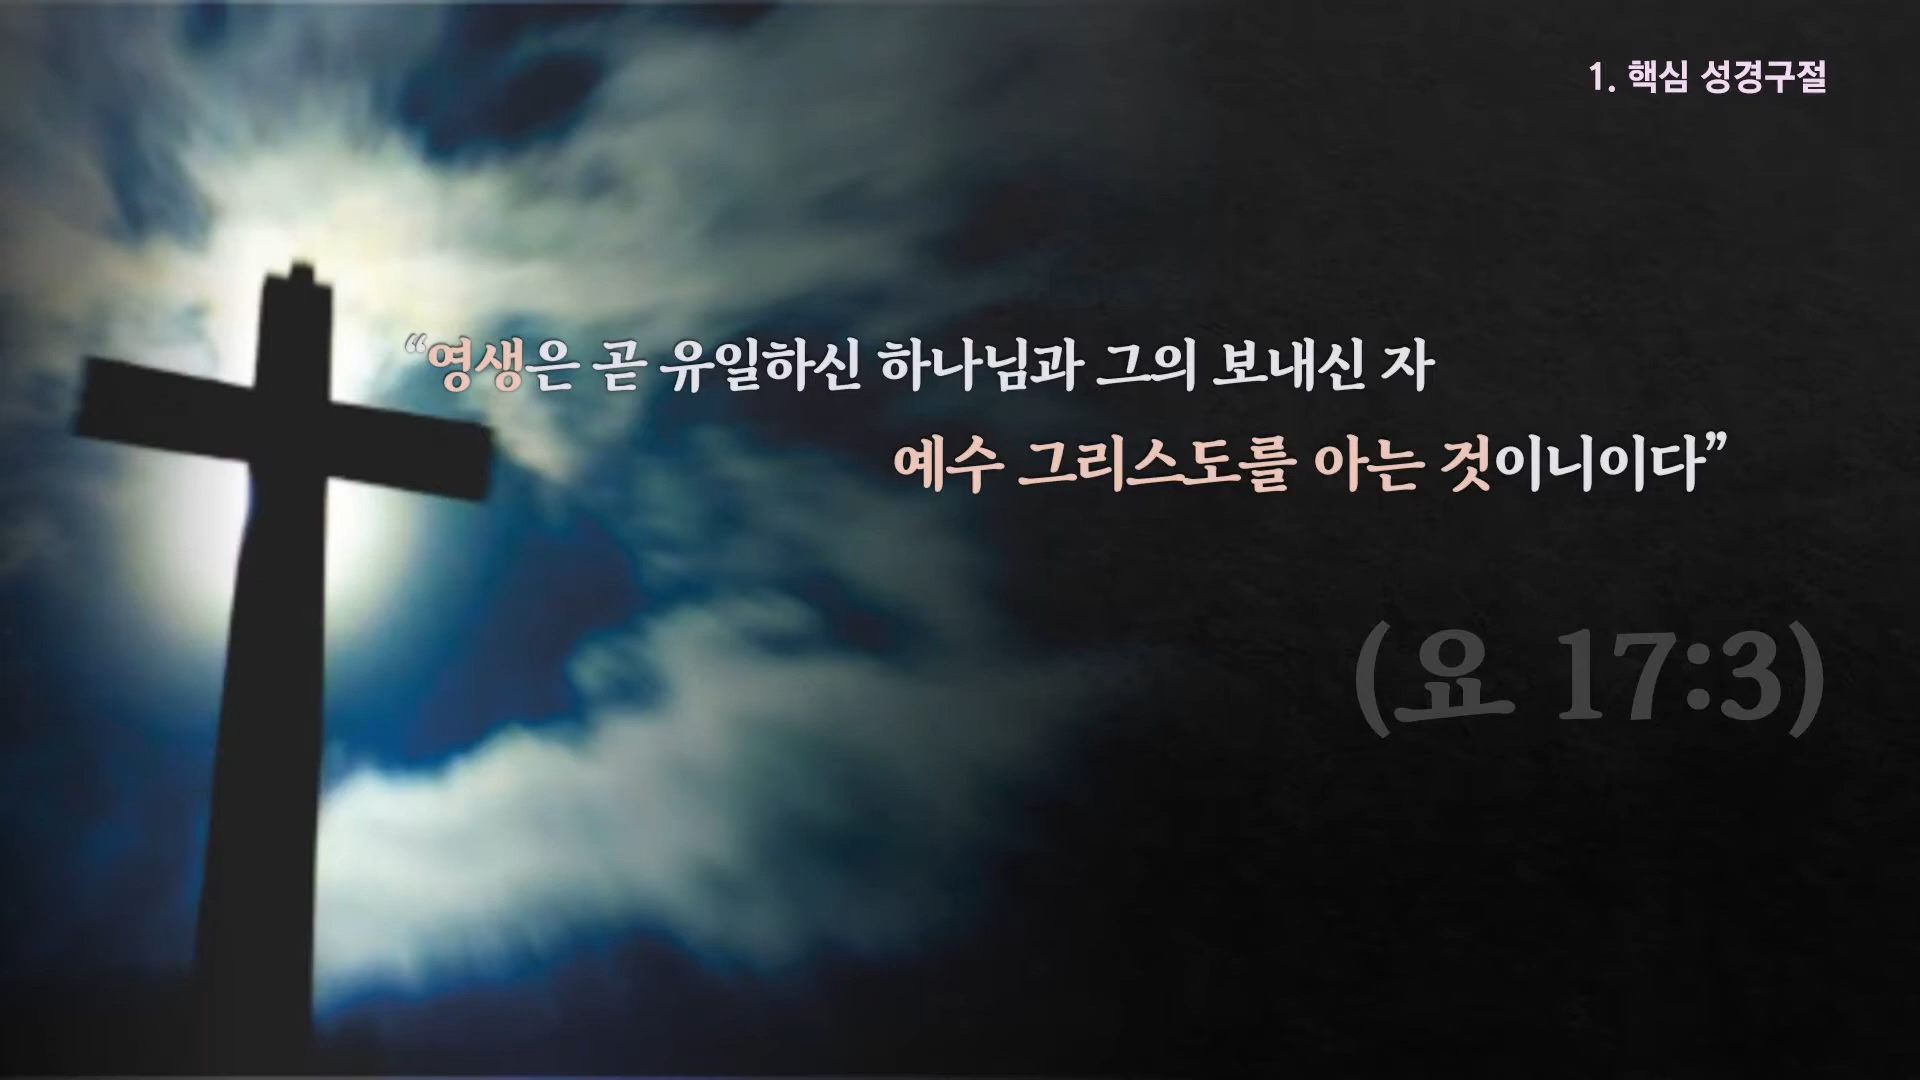 1. 핵심 성경구절
“영생은 곧 유일하신 하나님과 그의 보내신 자
예수 그리스도를 아는 것이니이다”
(요 17:3)